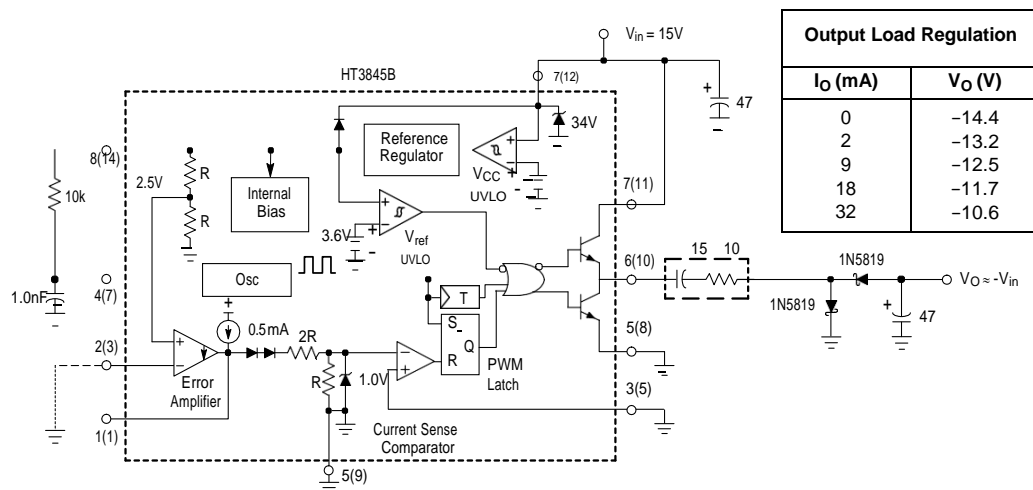 V_in = 15V
Output Load Regulation
I_O (mA) V_O (V)
0 −14.4
2 −13.2
9 −12.5
18 −11.7
32 −10.6
HT3845B
7(12)
+ 47
34V
Reference
Regulator
+
−
V_CC
UVLO
+
−
8(14)
2.5V
R
R
Internal
Bias
10k
3.6V
+
−
+
−
V_ref
UVLO
7(11)
Osc
1.0nF
4(7)
+
0.5mA
T
S
Q
R
PWM
Latch
6(10)
15 10
1N5819
1N5819
V_O ≈ -V_in
+ 47
5(8)
2(3)
+
−
Error
Amplifier
2R
R
1.0V
−
+
3(5)
1(1)
Current Sense
Comparator
5(9)